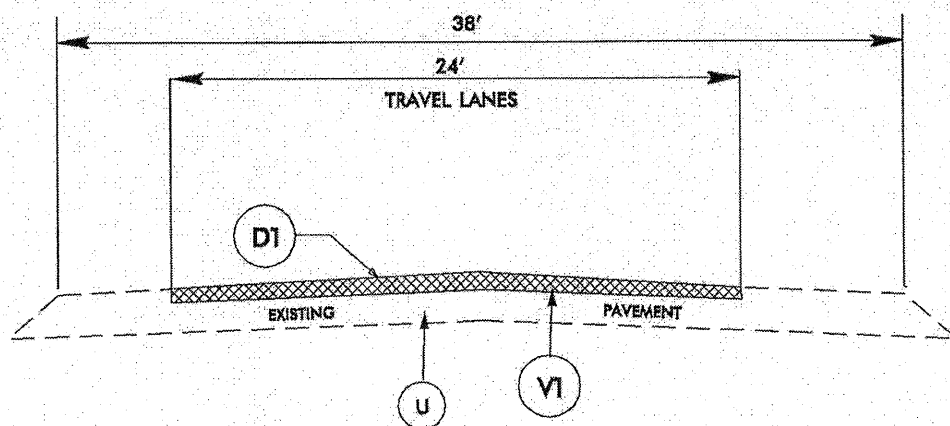 38'
24'
TRAVEL LANES
D1
EXISTING
PAVEMENT
U
V1